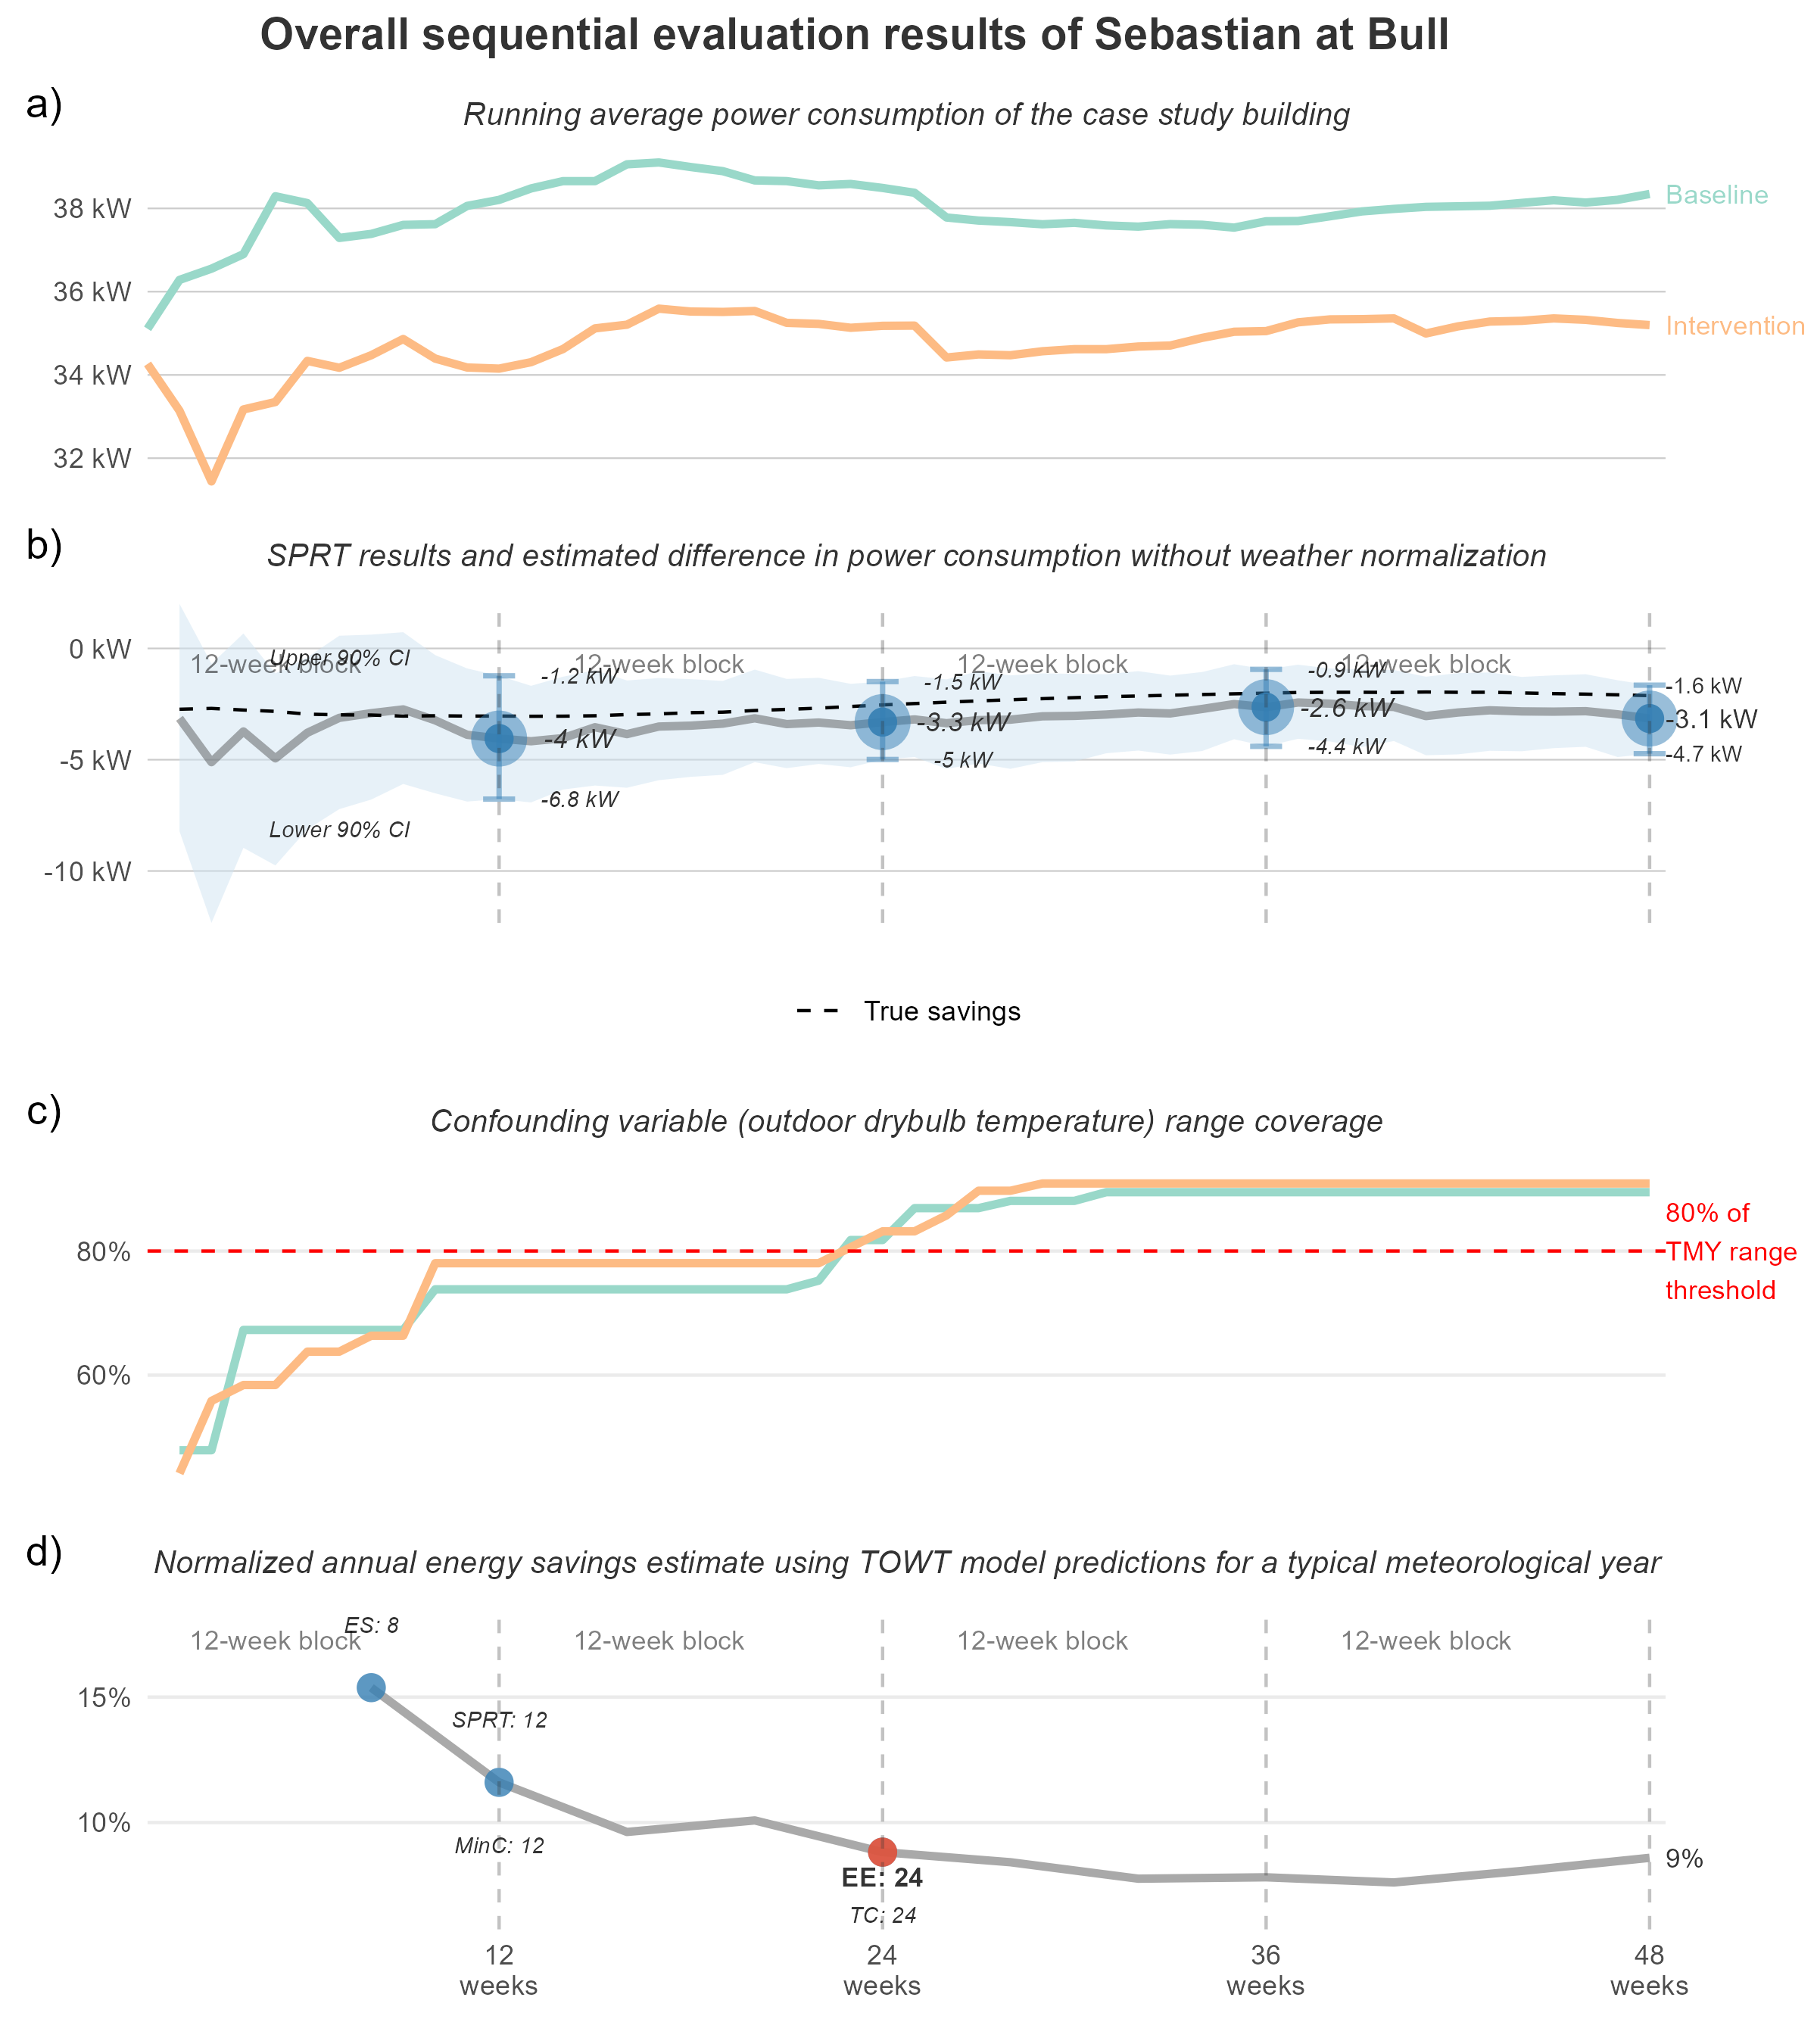 Overall sequential evaluation results of Sebastian at Bull
a)
Running average power consumption of the case study building
38 kW
36 kW
34 kW
32 kW
Baseline
Intervention
b)
SPRT results and estimated difference in power consumption without weather normalization
0 kW
-5 kW
-10 kW
12-week block
12-week block
12-week block
12-week block
Upper 90% CI
Lower 90% CI
-1.2 kW
-4 kW
-6.8 kW
-1.5 kW
-3.3 kW
-5 kW
-0.9 kW
-2.6 kW
-4.4 kW
-1.6 kW
-3.1 kW
-4.7 kW
True savings
c)
Confounding variable (outdoor drybulb temperature) range coverage
80%
60%
80% of
TMY range
threshold
d)
Normalized annual energy savings estimate using TOWT model predictions for a typical meteorological year
12-week block
12-week block
12-week block
12-week block
15%
10%
ES: 8
SPRT: 12
MinC: 12
EE: 24
TC: 24
9%
12
weeks
24
weeks
36
weeks
48
weeks